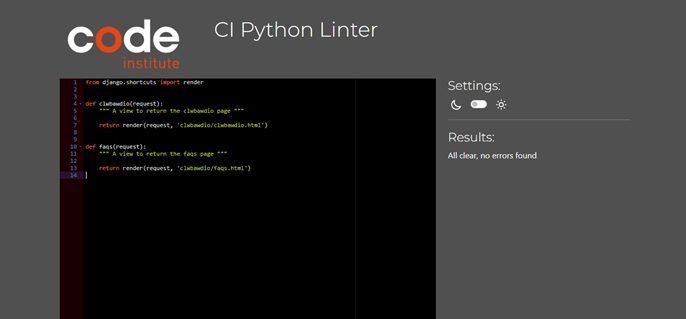 code
institute
CI Python Linter
Settings:
Results:
All clear, no errors found
1 from django.shortcuts import render
2
3
4 def clwbawdio(request):
5     """ A view to return the clwbawdio page """
6
7     return render(request, 'clwbawdio/clwbawdio.html')
8
9
10 def faqs(request):
11     """ A view to return the faqs page """
12
13     return render(request, 'clwbawdio/faqs.html')
14